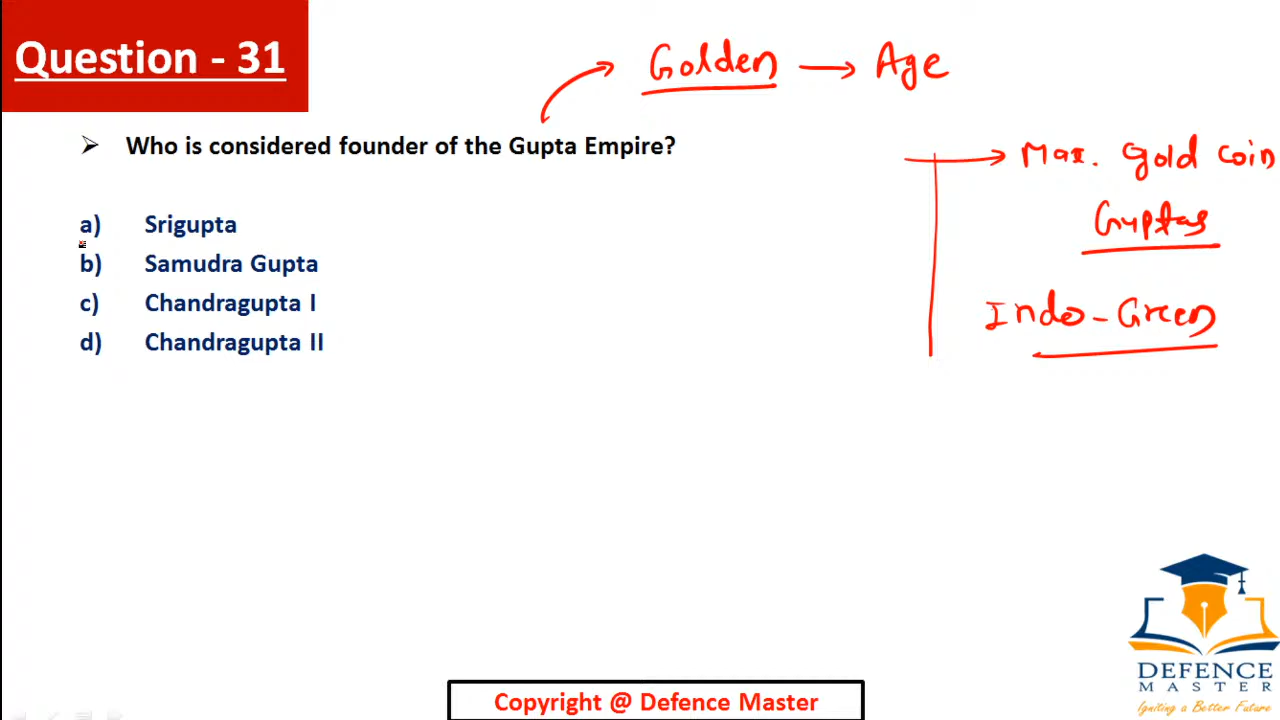 Question - 31
Golden → Age
➢ Who is considered founder of the Gupta Empire?
→ Max. Gold coin
Guptas
a) Srigupta
b) Samudra Gupta
c) Chandragupta I
d) Chandragupta II
Indo-Green
DEFENCE
MASTER
Igniting a Better Future
Copyright @ Defence Master